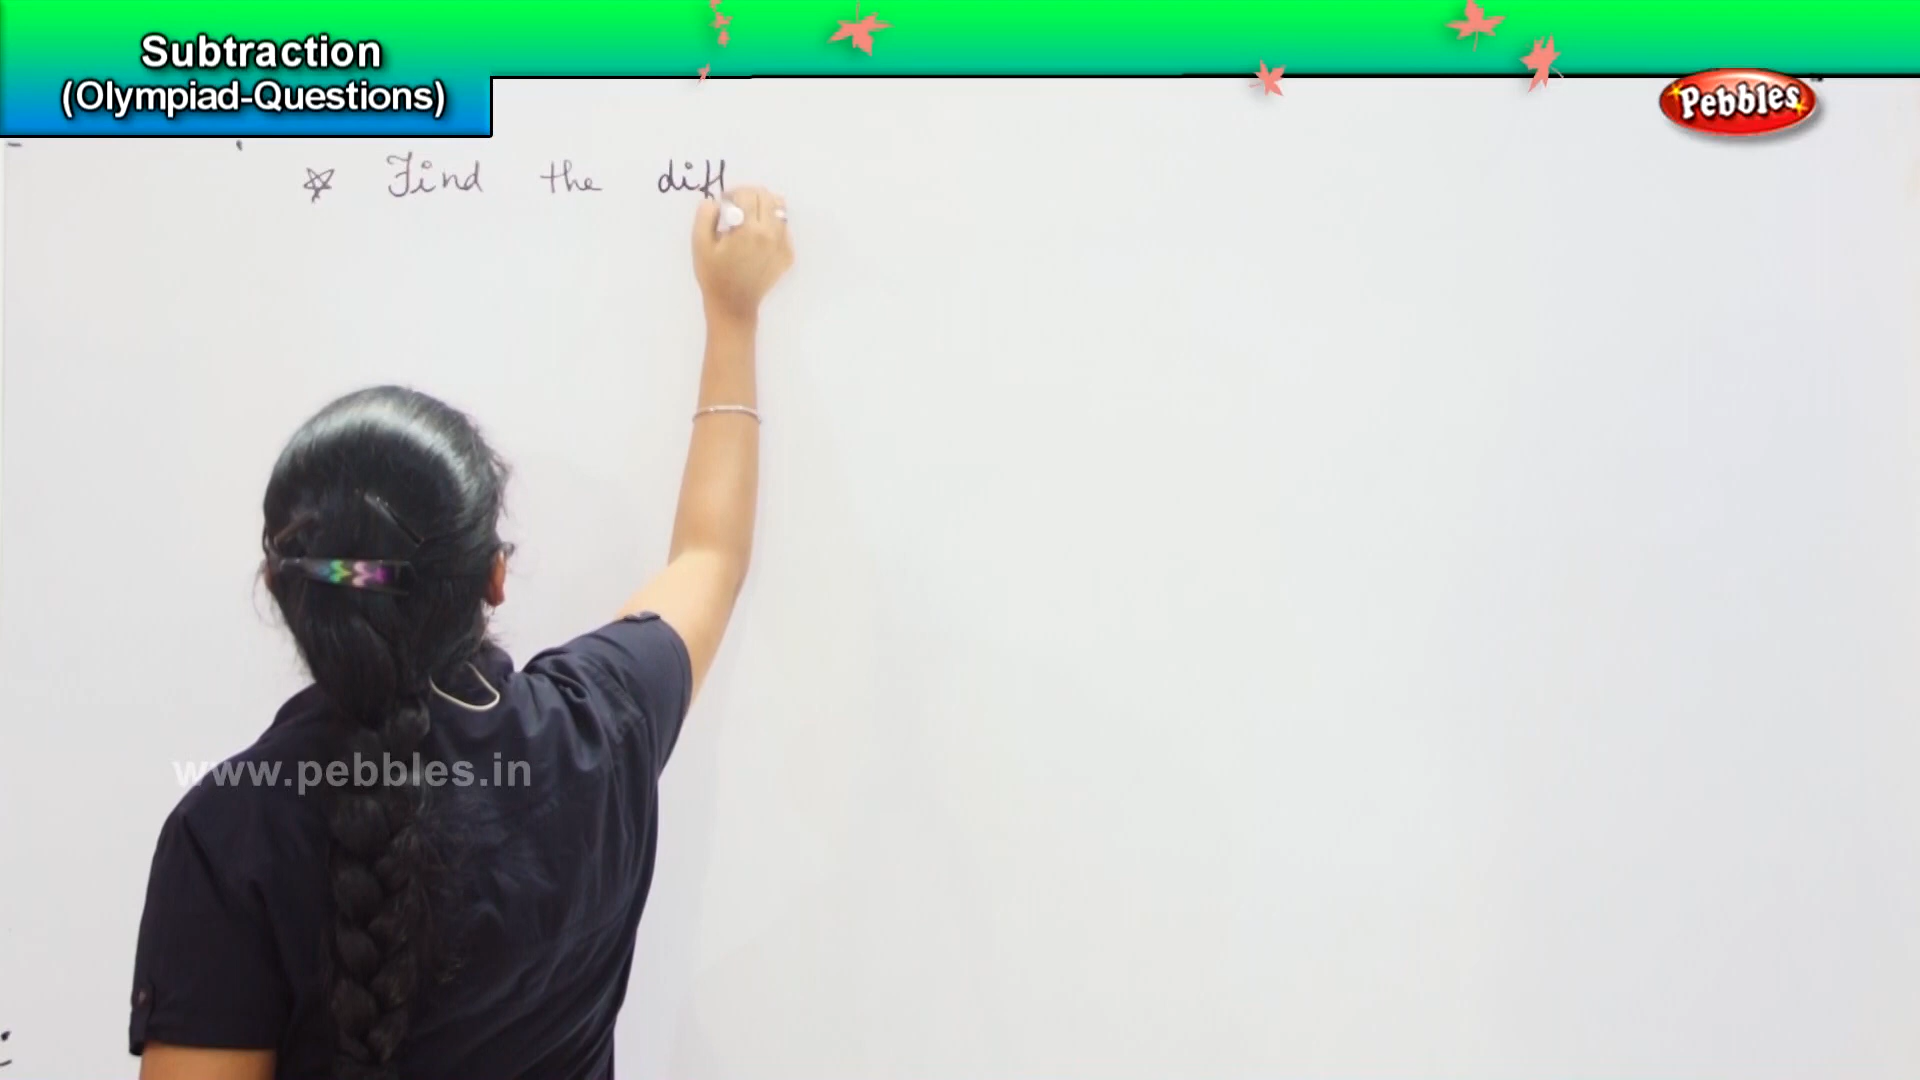 Subtraction
(Olympiad-Questions)
Pebbles
☆ Find the diff
www.pebbles.in